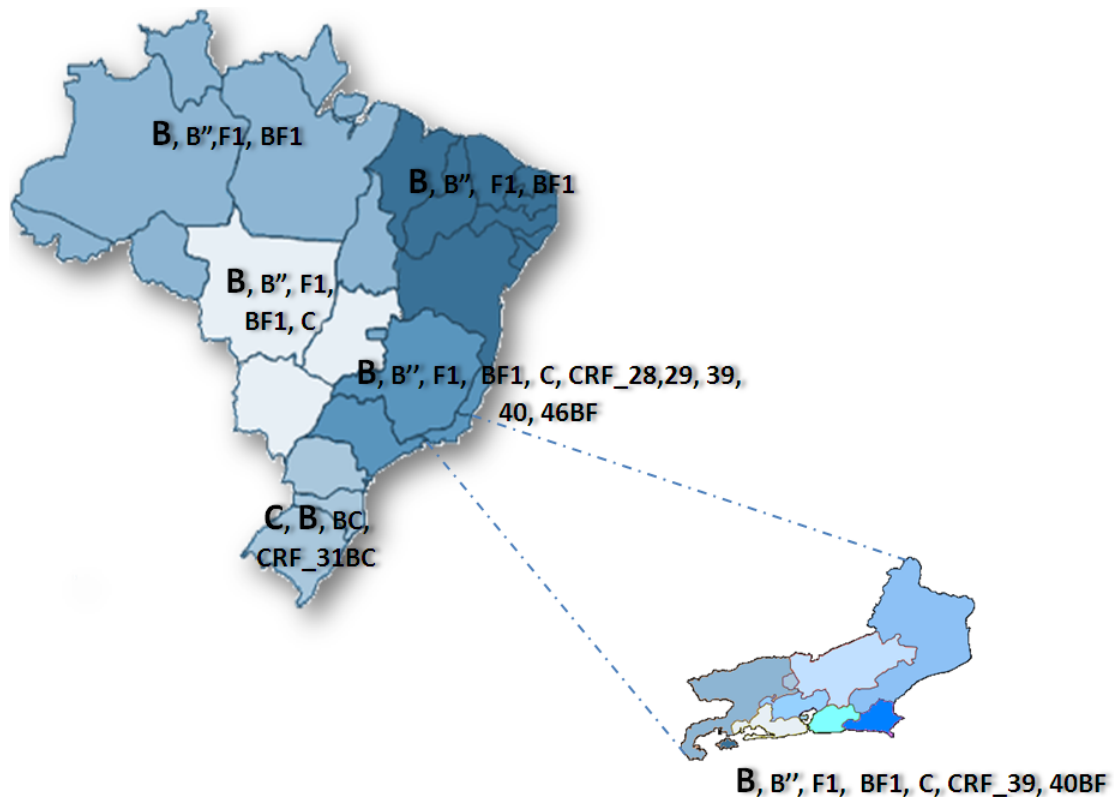 B, B”,F1, BF1
B, B”, F1, BF1
B, B”, F1,
BF1, C
B, B’’, F1, BF1, C, CRF_28,29, 39,
40, 46BF
C, B, BC,
CRF_31BC
B, B’’, F1, BF1, C, CRF_39, 40BF